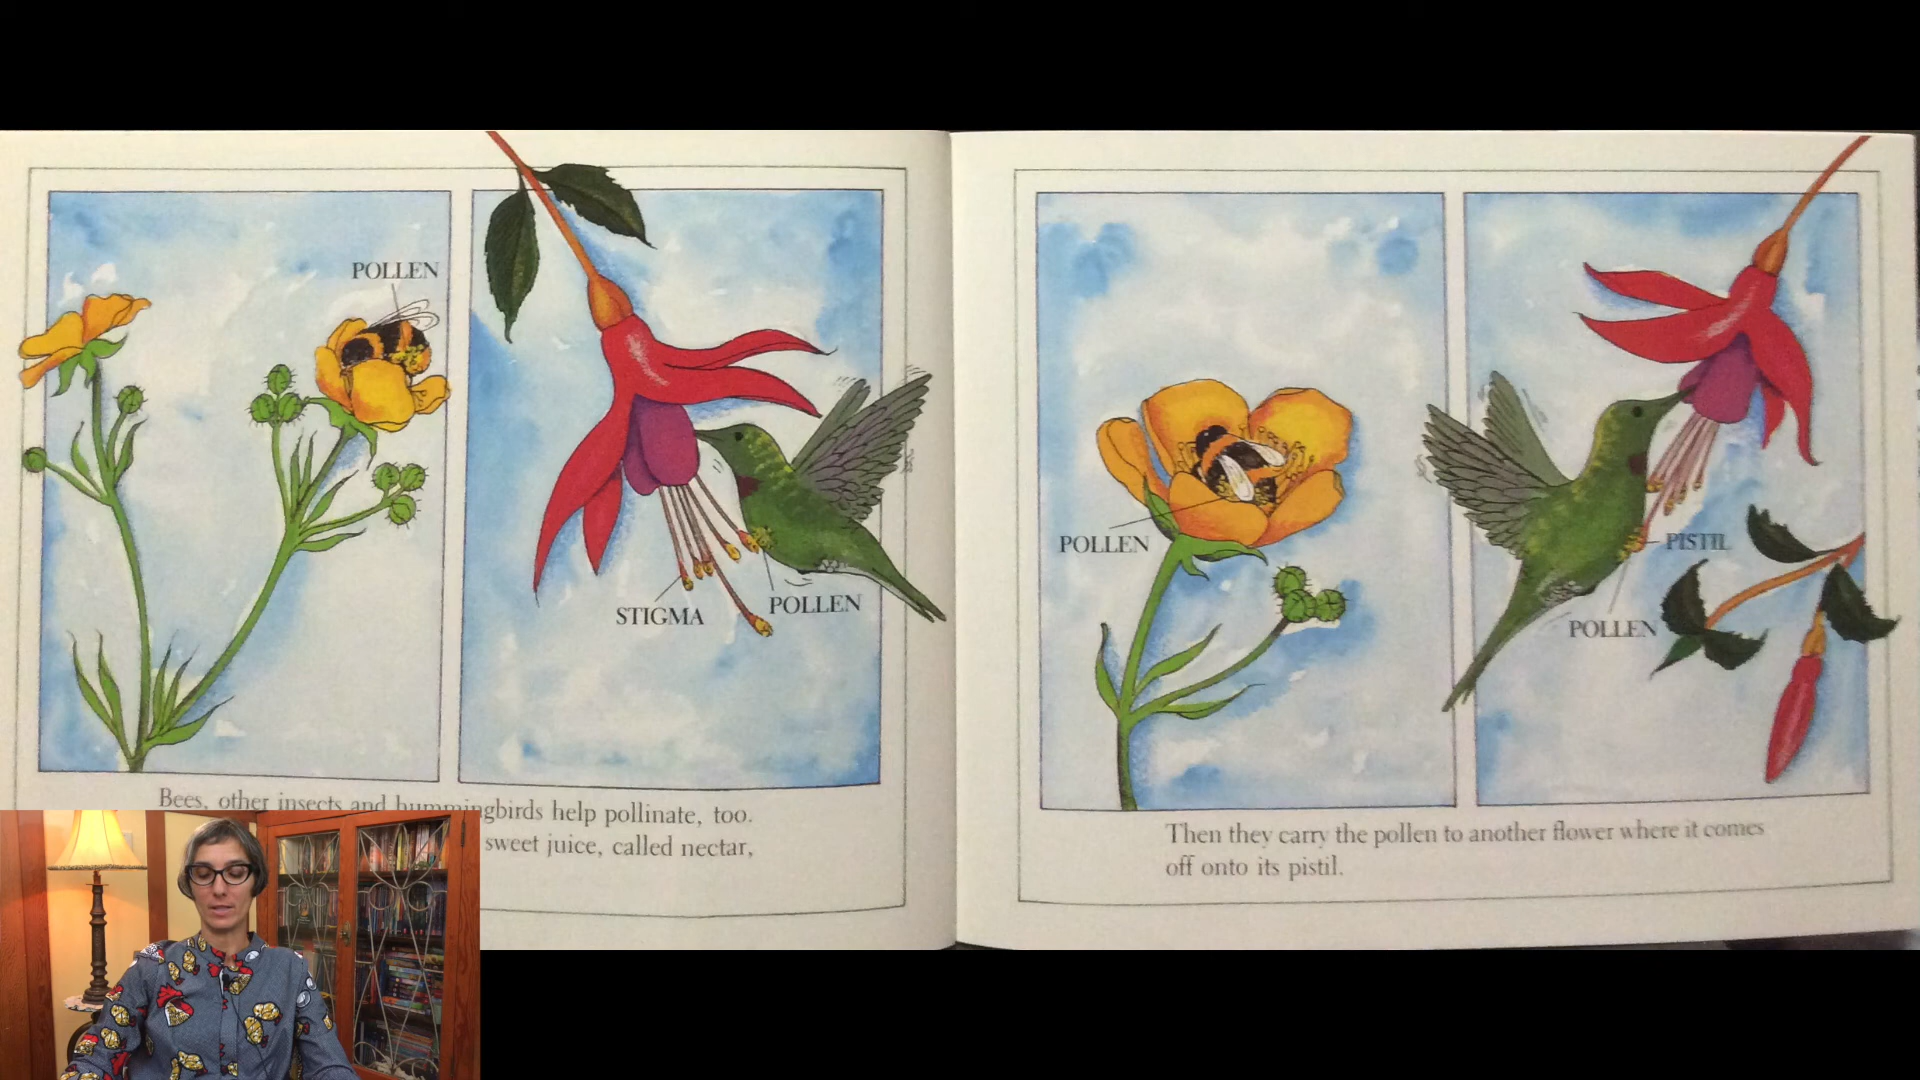 POLLEN
STIGMA
POLLEN
Bees, other insects and hummingbirds help pollinate, too.
sweet juice, called nectar,
POLLEN
PISTIL
POLLEN
Then they carry the pollen to another flower where it comes
off onto its pistil.